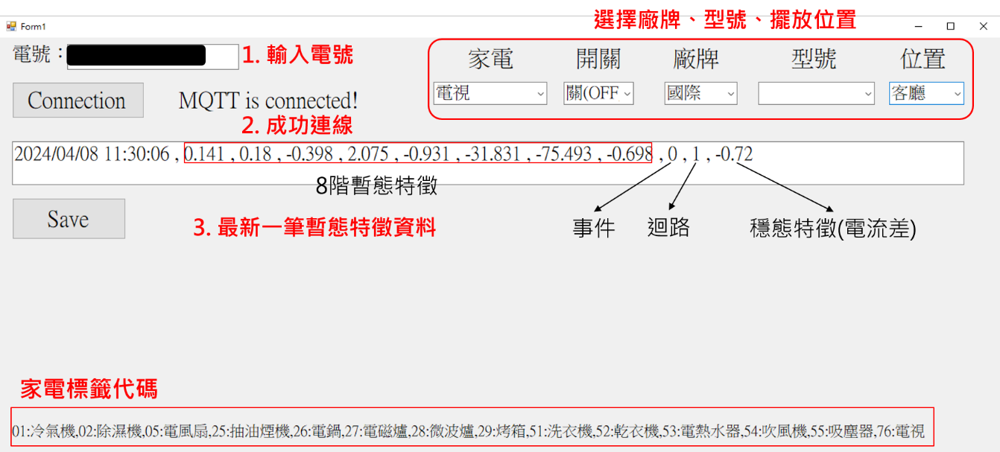 選擇廠牌、型號、擺放位置
Form1
電號：
1. 輸入電號
家電 開關 廠牌 型號 位置
電視 關(OFF 國際 客廳
Connection MQTT is connected!
2. 成功連線
2024/04/08 11:30:06 , 0.141 , 0.18 , -0.398 , 2.075 , -0.931 , -31.831 , -75.493 , -0.698 , 0 , 1 , -0.72
8階暫態特徵
Save
3. 最新一筆暫態特徵資料
事件 迴路 穩態特徵(電流差)
家電標籤代碼
01:冷氣機,02:除濕機,05:電風扇,25:抽油煙機,26:電鍋,27:電磁爐,28:微波爐,29:烤箱,51:洗衣機,52:乾衣機,53:電熱水器,54:吹風機,55:吸塵器,76:電視